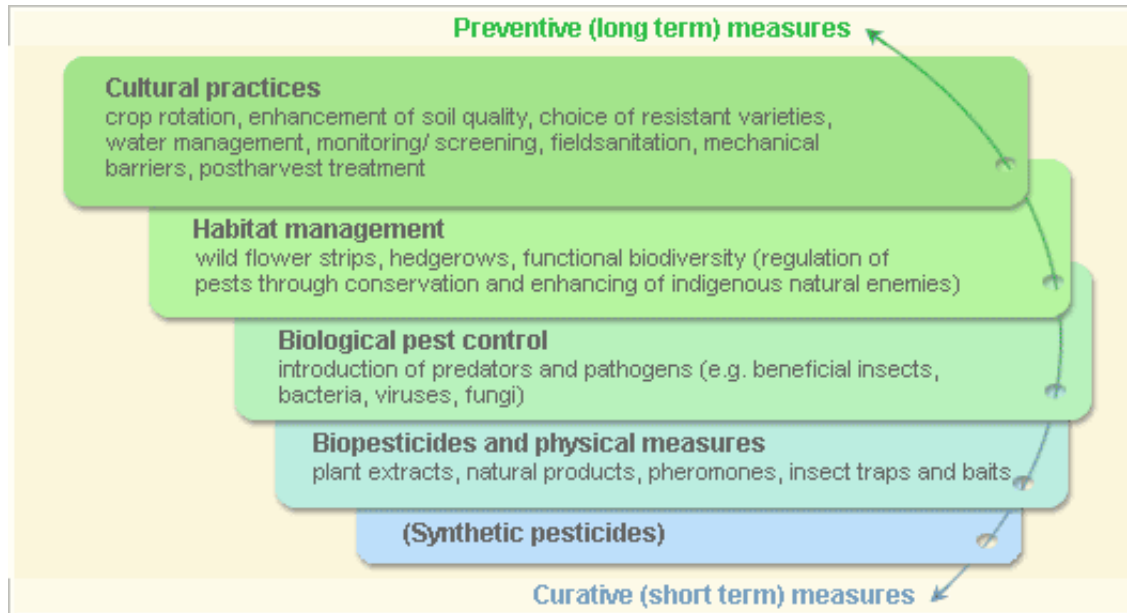 Preventive (long term) measures
Cultural practices
crop rotation, enhancement of soil quality, choice of resistant varieties,
water management, monitoring/ screening, fieldsanitation, mechanical
barriers, postharvest treatment
Habitat management
wild flower strips, hedgerows, functional biodiversity (regulation of
pests through conservation and enhancing of indigenous natural enemies)
Biological pest control
introduction of predators and pathogens (e.g. beneficial insects,
bacteria, viruses, fungi)
Biopesticides and physical measures
plant extracts, natural products, pheromones, insect traps and baits
(Synthetic pesticides)
Curative (short term) measures